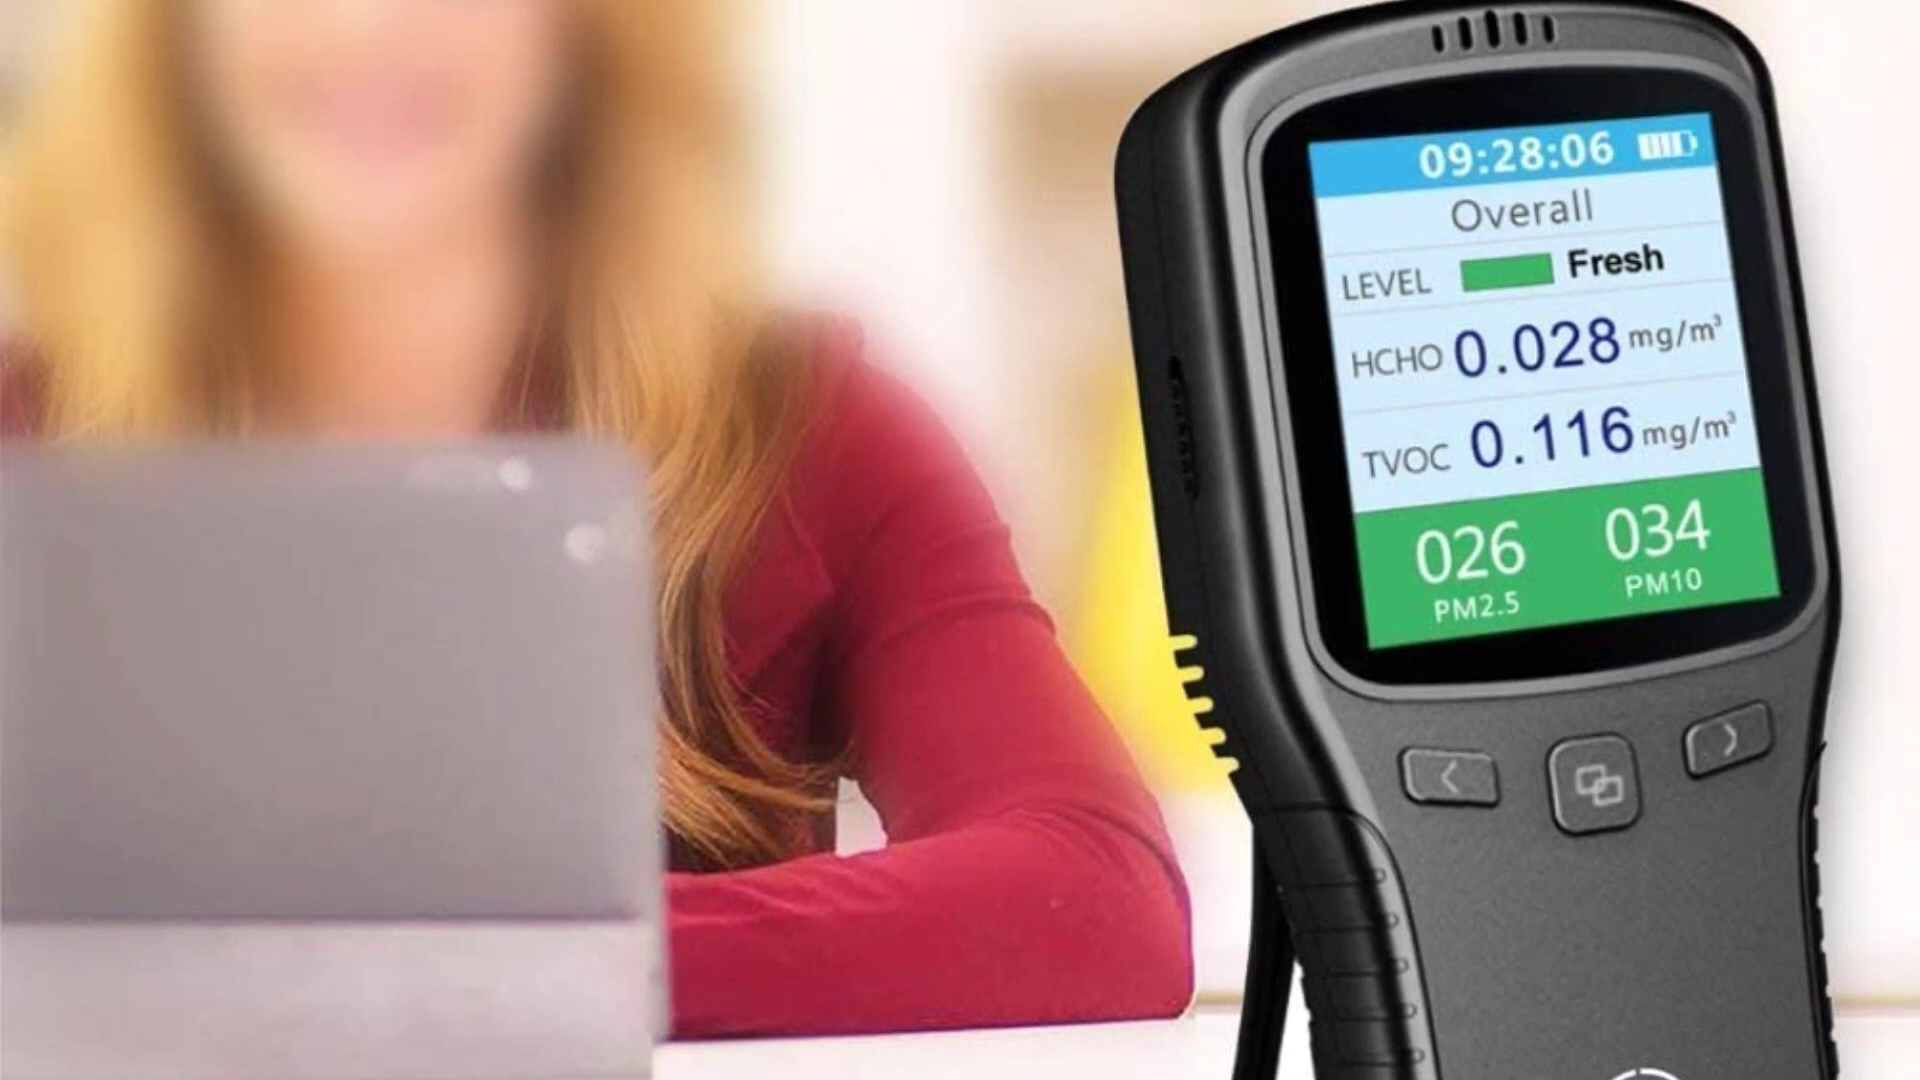 09:28:06
Overall
LEVEL Fresh
HCHO 0.028 mg/m³
TVOC 0.116 mg/m³
026 034
PM2.5 PM10